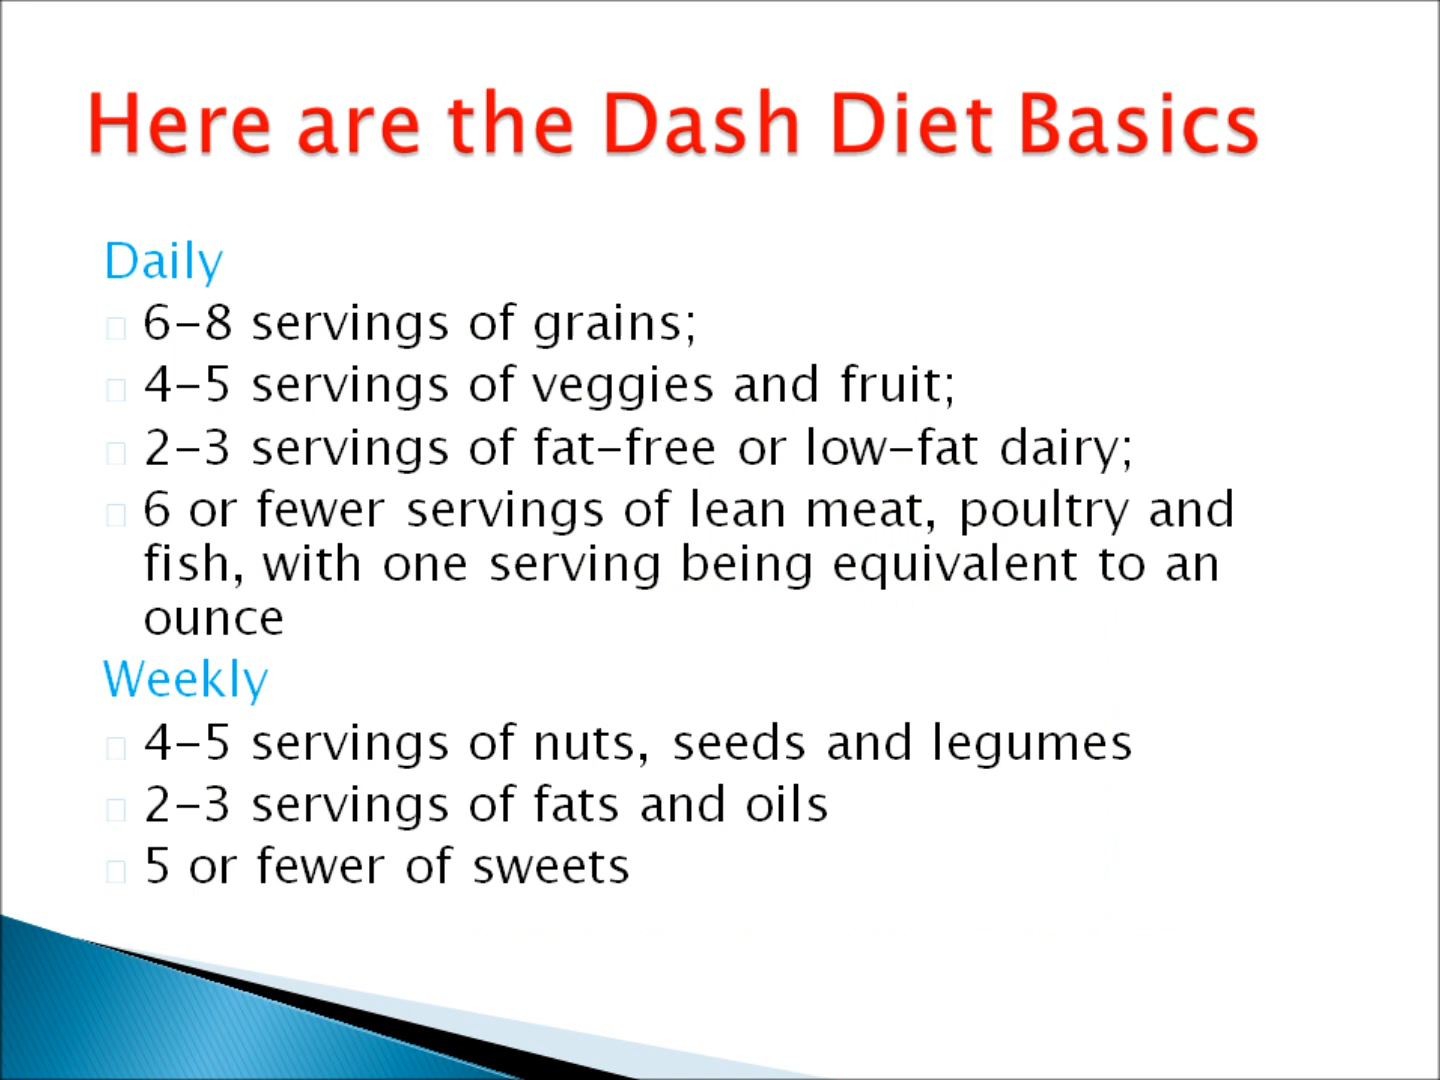 Here are the Dash Diet Basics
Daily
6-8 servings of grains;
4-5 servings of veggies and fruit;
2-3 servings of fat-free or low-fat dairy;
6 or fewer servings of lean meat, poultry and
fish, with one serving being equivalent to an
ounce
Weekly
4-5 servings of nuts, seeds and legumes
2-3 servings of fats and oils
5 or fewer of sweets